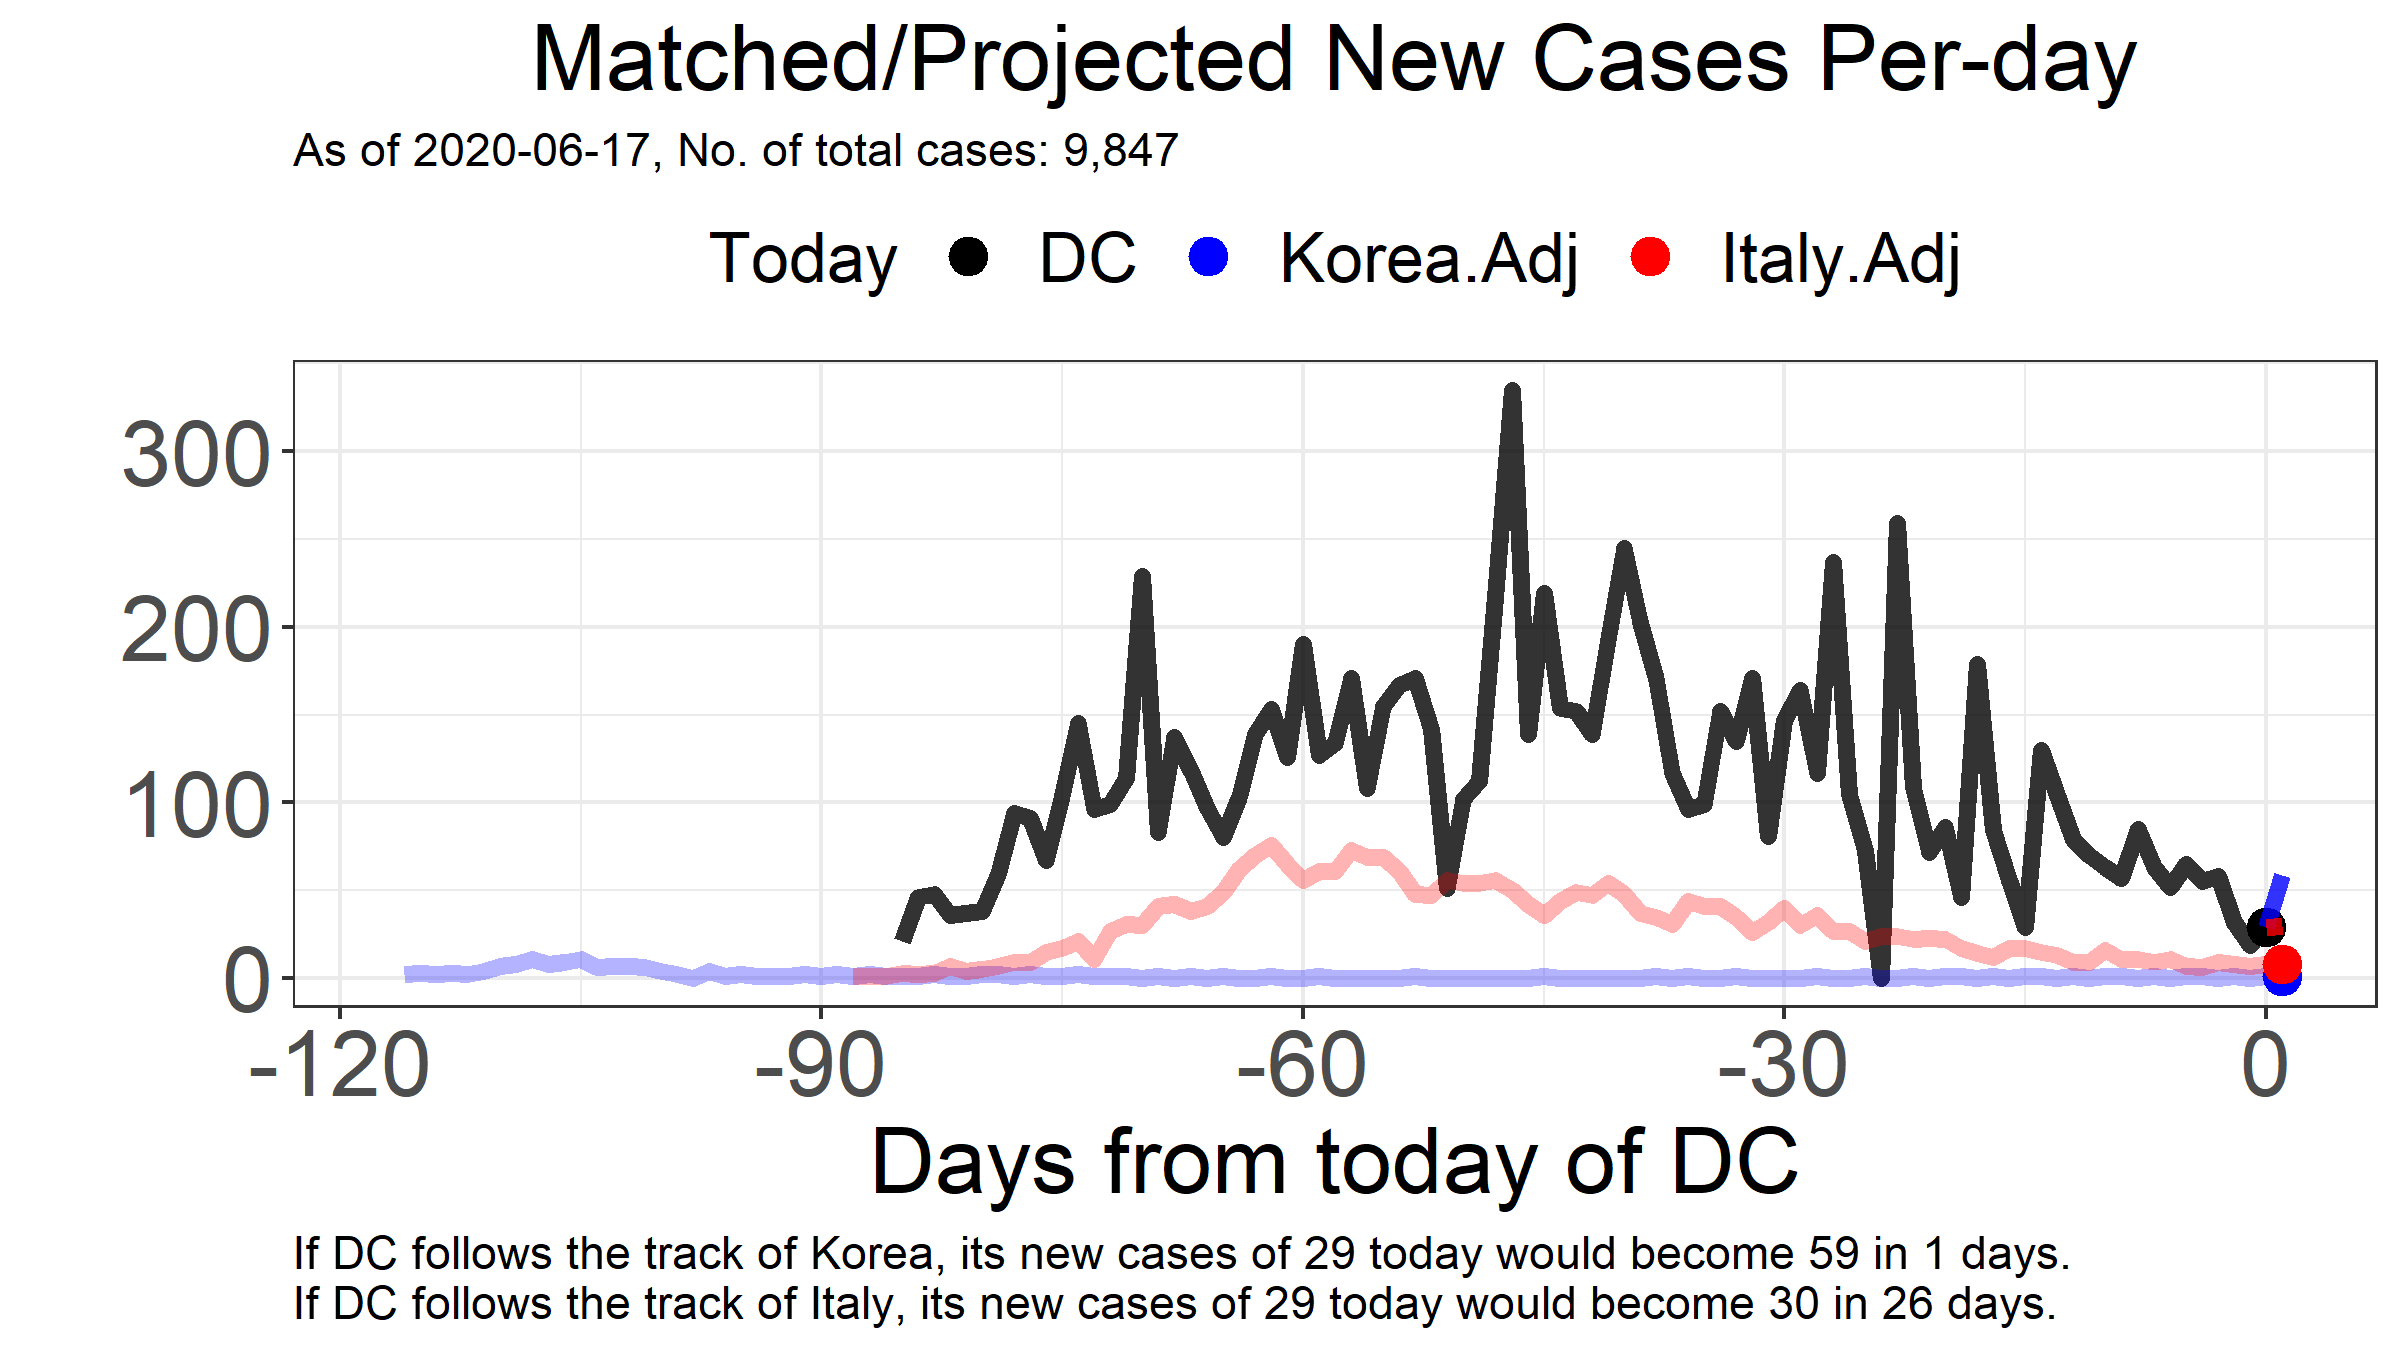 Matched/Projected New Cases Per-day
As of 2020-06-17, No. of total cases: 9,847
Today DC Korea.Adj Italy.Adj
300
200
100
0
-120 -90 -60 -30 0
Days from today of DC
If DC follows the track of Korea, its new cases of 29 today would become 59 in 1 days.
If DC follows the track of Italy, its new cases of 29 today would become 30 in 26 days.